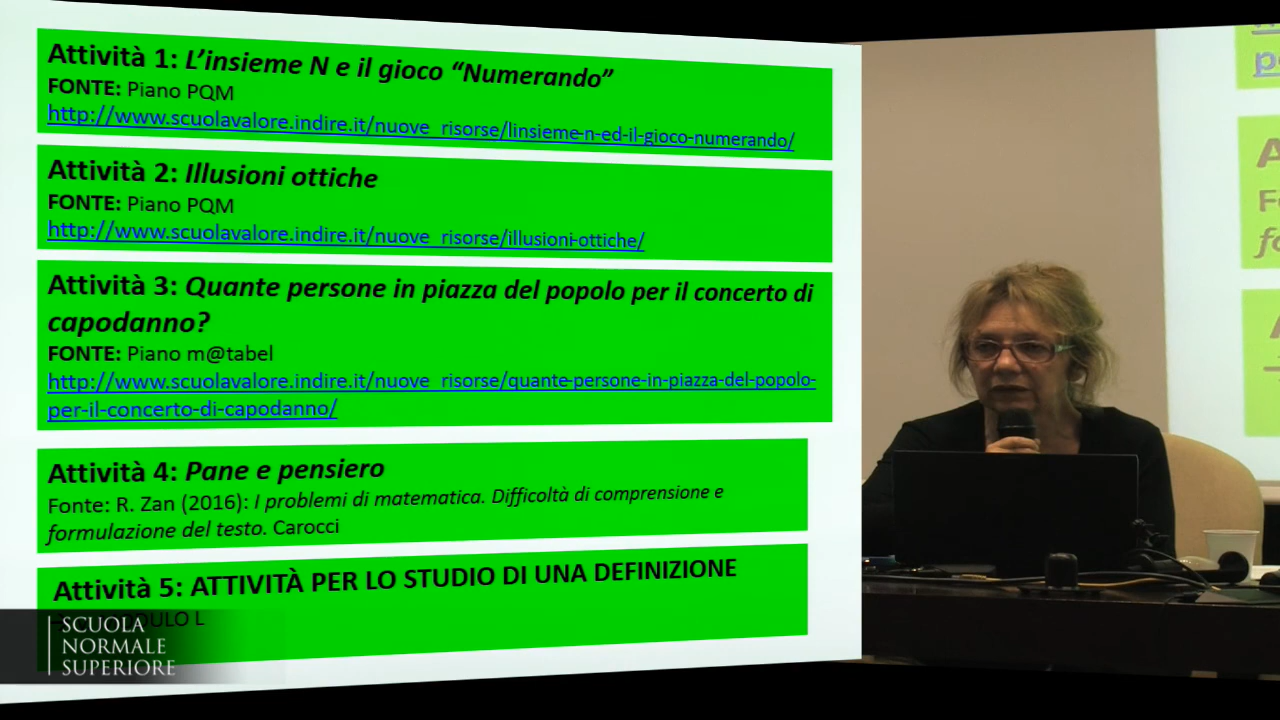 Attività 1: L'insieme N e il gioco “Numerando”
FONTE: Piano PQM
http://www.scuolavalore.indire.it/nuove_risorse/linsieme-n-ed-il-gioco-numerando/
Attività 2: Illusioni ottiche
FONTE: Piano PQM
http://www.scuolavalore.indire.it/nuove_risorse/illusioni-ottiche/
Attività 3: Quante persone in piazza del popolo per il concerto di
capodanno?
FONTE: Piano m@tabel
http://www.scuolavalore.indire.it/nuove_risorse/quante-persone-in-piazza-del-popolo-
per-il-concerto-di-capodanno/
Attività 4: Pane e pensiero
Fonte: R. Zan (2016): I problemi di matematica. Difficoltà di comprensione e
formulazione del testo. Carocci
Attività 5: ATTIVITÀ PER LO STUDIO DI UNA DEFINIZIONE
SCUOLA
NORMALE
SUPERIORE